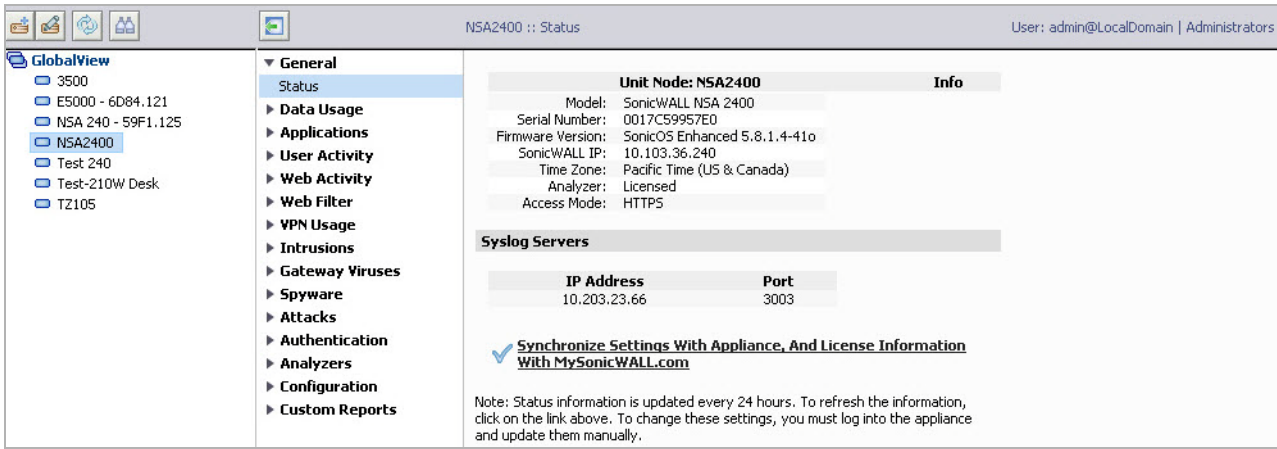 NSA2400 :: Status
User: admin@LocalDomain | Administrators
GlobalView
3500
E5000 - 6D84.121
NSA 240 - 59F1.125
NSA2400
Test 240
Test-210W Desk
TZ105
General
Status
Data Usage
Applications
User Activity
Web Activity
Web Filter
VPN Usage
Intrusions
Gateway Viruses
Spyware
Attacks
Authentication
Analyzers
Configuration
Custom Reports
Unit Node: NSA2400 Info
Model: SonicWALL NSA 2400
Serial Number: 0017C59957E0
Firmware Version: SonicOS Enhanced 5.8.1.4-41o
SonicWALL IP: 10.103.36.240
Time Zone: Pacific Time (US & Canada)
Analyzer: Licensed
Access Mode: HTTPS
Syslog Servers
IP Address Port
10.203.23.66 3003
Synchronize Settings With Appliance, And License Information
With MySonicWALL.com
Note: Status information is updated every 24 hours. To refresh the information,
click on the link above. To change these settings, you must log into the appliance
and update them manually.